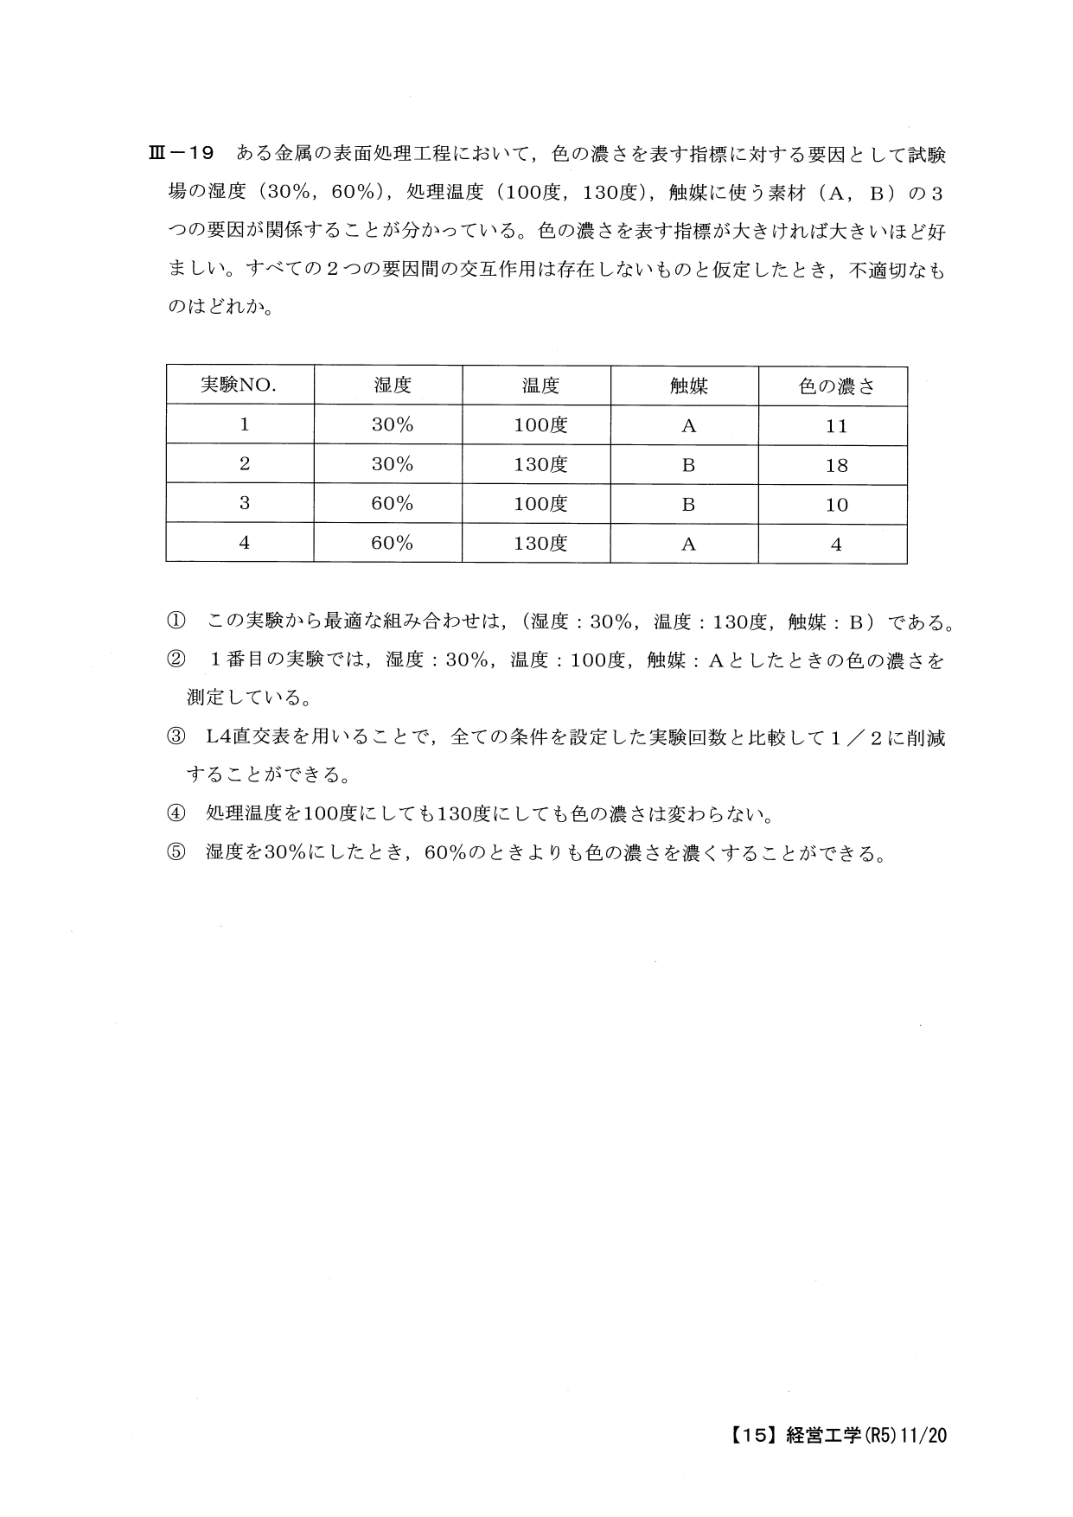 Ⅲ－19　ある金属の表面処理工程において，色の濃さを表す指標に対する要因として試験
場の湿度（30%，60%），処理温度（100度，130度），触媒に使う素材（A，B）の３
つの要因が関係することが分かっている。色の濃さを表す指標が大きければ大きいほど好
ましい。すべての２つの要因間の交互作用は存在しないものと仮定したとき，不適切なも
のはどれか。
実験NO. 湿度 温度 触媒 色の濃さ
1 30% 100度 A 11
2 30% 130度 B 18
3 60% 100度 B 10
4 60% 130度 A 4
①　この実験から最適な組み合わせは，（湿度：30%，温度：130度，触媒：B）である。
②　１番目の実験では，湿度：30%，温度：100度，触媒：Aとしたときの色の濃さを
測定している。
③　L4直交表を用いることで，全ての条件を設定した実験回数と比較して１／２に削減
することができる。
④　処理温度を100度にしても130度にしても色の濃さは変わらない。
⑤　湿度を30%にしたとき，60%のときよりも色の濃さを濃くすることができる。
【15】経営工学(R5)11/20